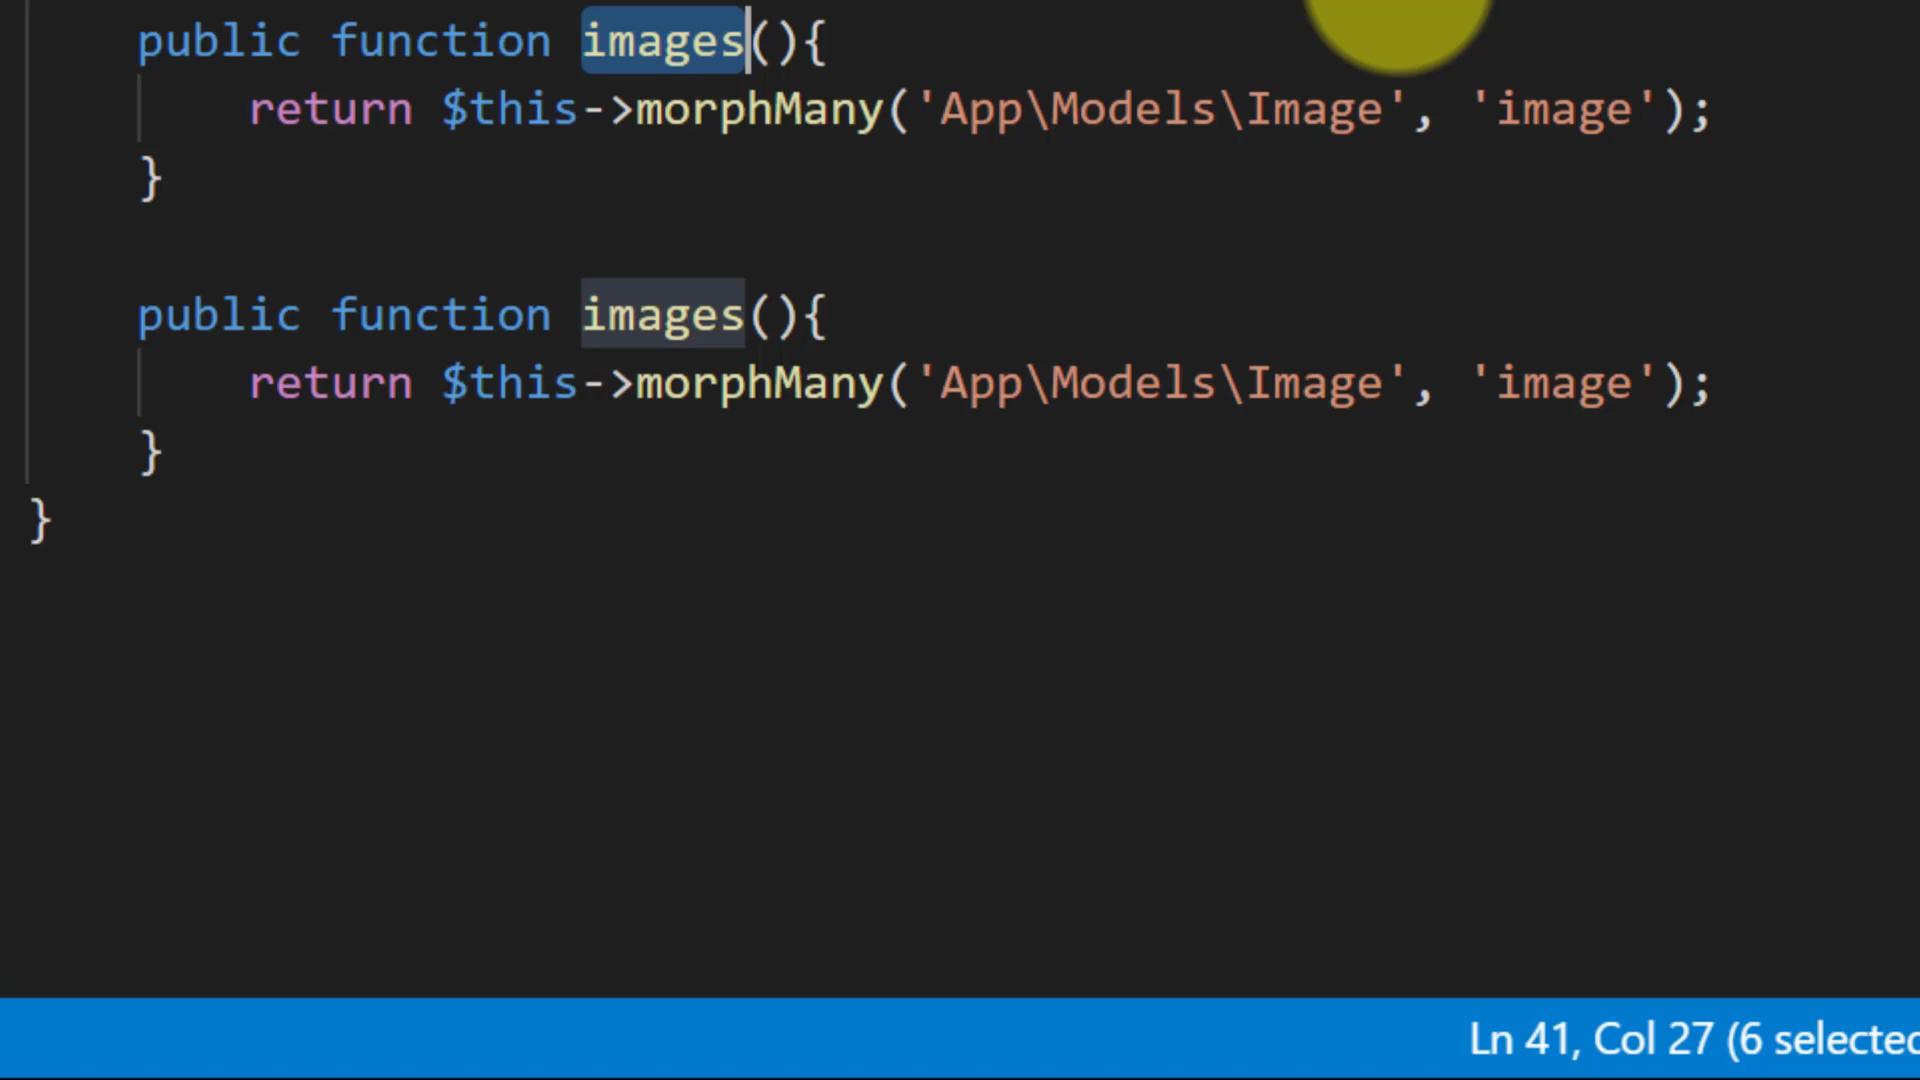 public function images(){
return $this->morphMany('App\Models\Image', 'image');
}
public function images(){
return $this->morphMany('App\Models\Image', 'image');
}
}
Ln 41, Col 27 (6 selected